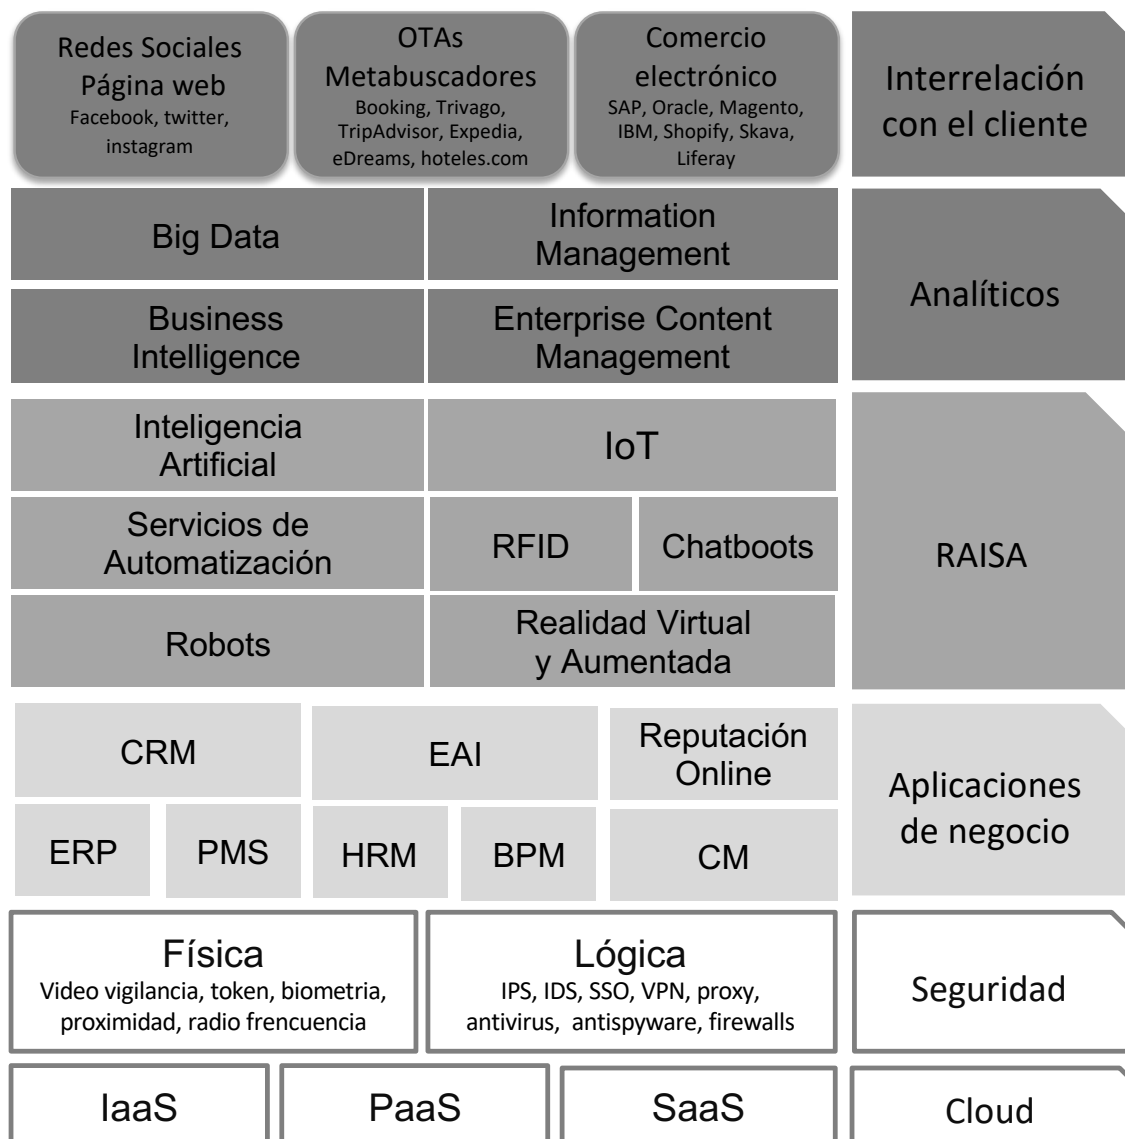 Redes Sociales
Página web
Facebook, twitter,
instagram
OTAs
Metabuscadores
Booking, Trivago,
TripAdvisor, Expedia,
eDreams, hoteles.com
Comercio
electrónico
SAP, Oracle, Magento,
IBM, Shopify, Skava,
Liferay
Interrelación
con el cliente
Big Data
Information
Management
Business
Intelligence
Enterprise Content
Management
Analíticos
Inteligencia
Artificial
IoT
Servicios de
Automatización
RFID
Chatboots
Robots
Realidad Virtual
y Aumentada
RAISA
CRM
EAI
Reputación
Online
ERP
PMS
HRM
BPM
CM
Aplicaciones
de negocio
Física
Video vigilancia, token, biometria,
proximidad, radio frencuencia
Lógica
IPS, IDS, SSO, VPN, proxy,
antivirus, antispyware, firewalls
Seguridad
IaaS
PaaS
SaaS
Cloud